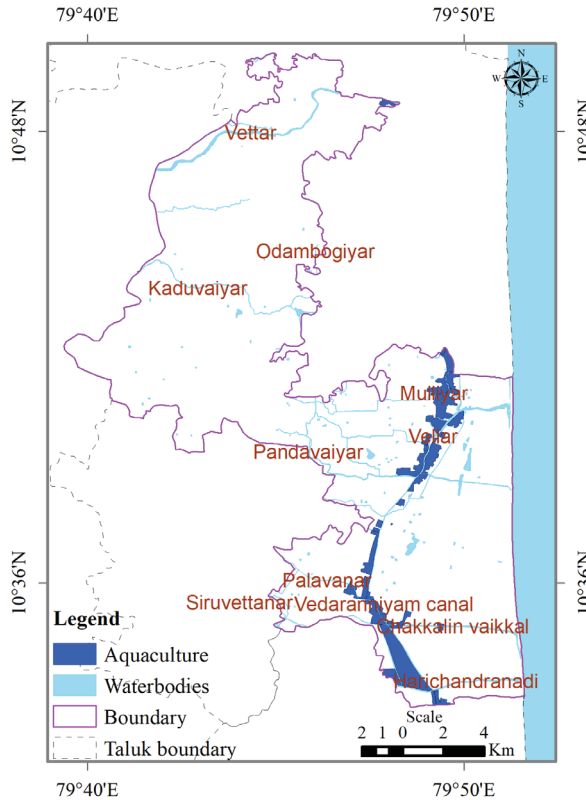 79°40'E 79°50'E
N
W E
S
10°48'N 10°48'N
Vettar
Odambogiyar
Kaduvaiyar
Mulliyar
Vellar
Pandavaiyar
10°36'N 10°36'N
Palavanar
Siruvettanar Vedaranniyam canal
Chakkalin vaikkal
Harichandranadi
Legend
Aquaculture
Waterbodies
Boundary
Taluk boundary
Scale
2 1 0 2 4
Km
79°40'E 79°50'E